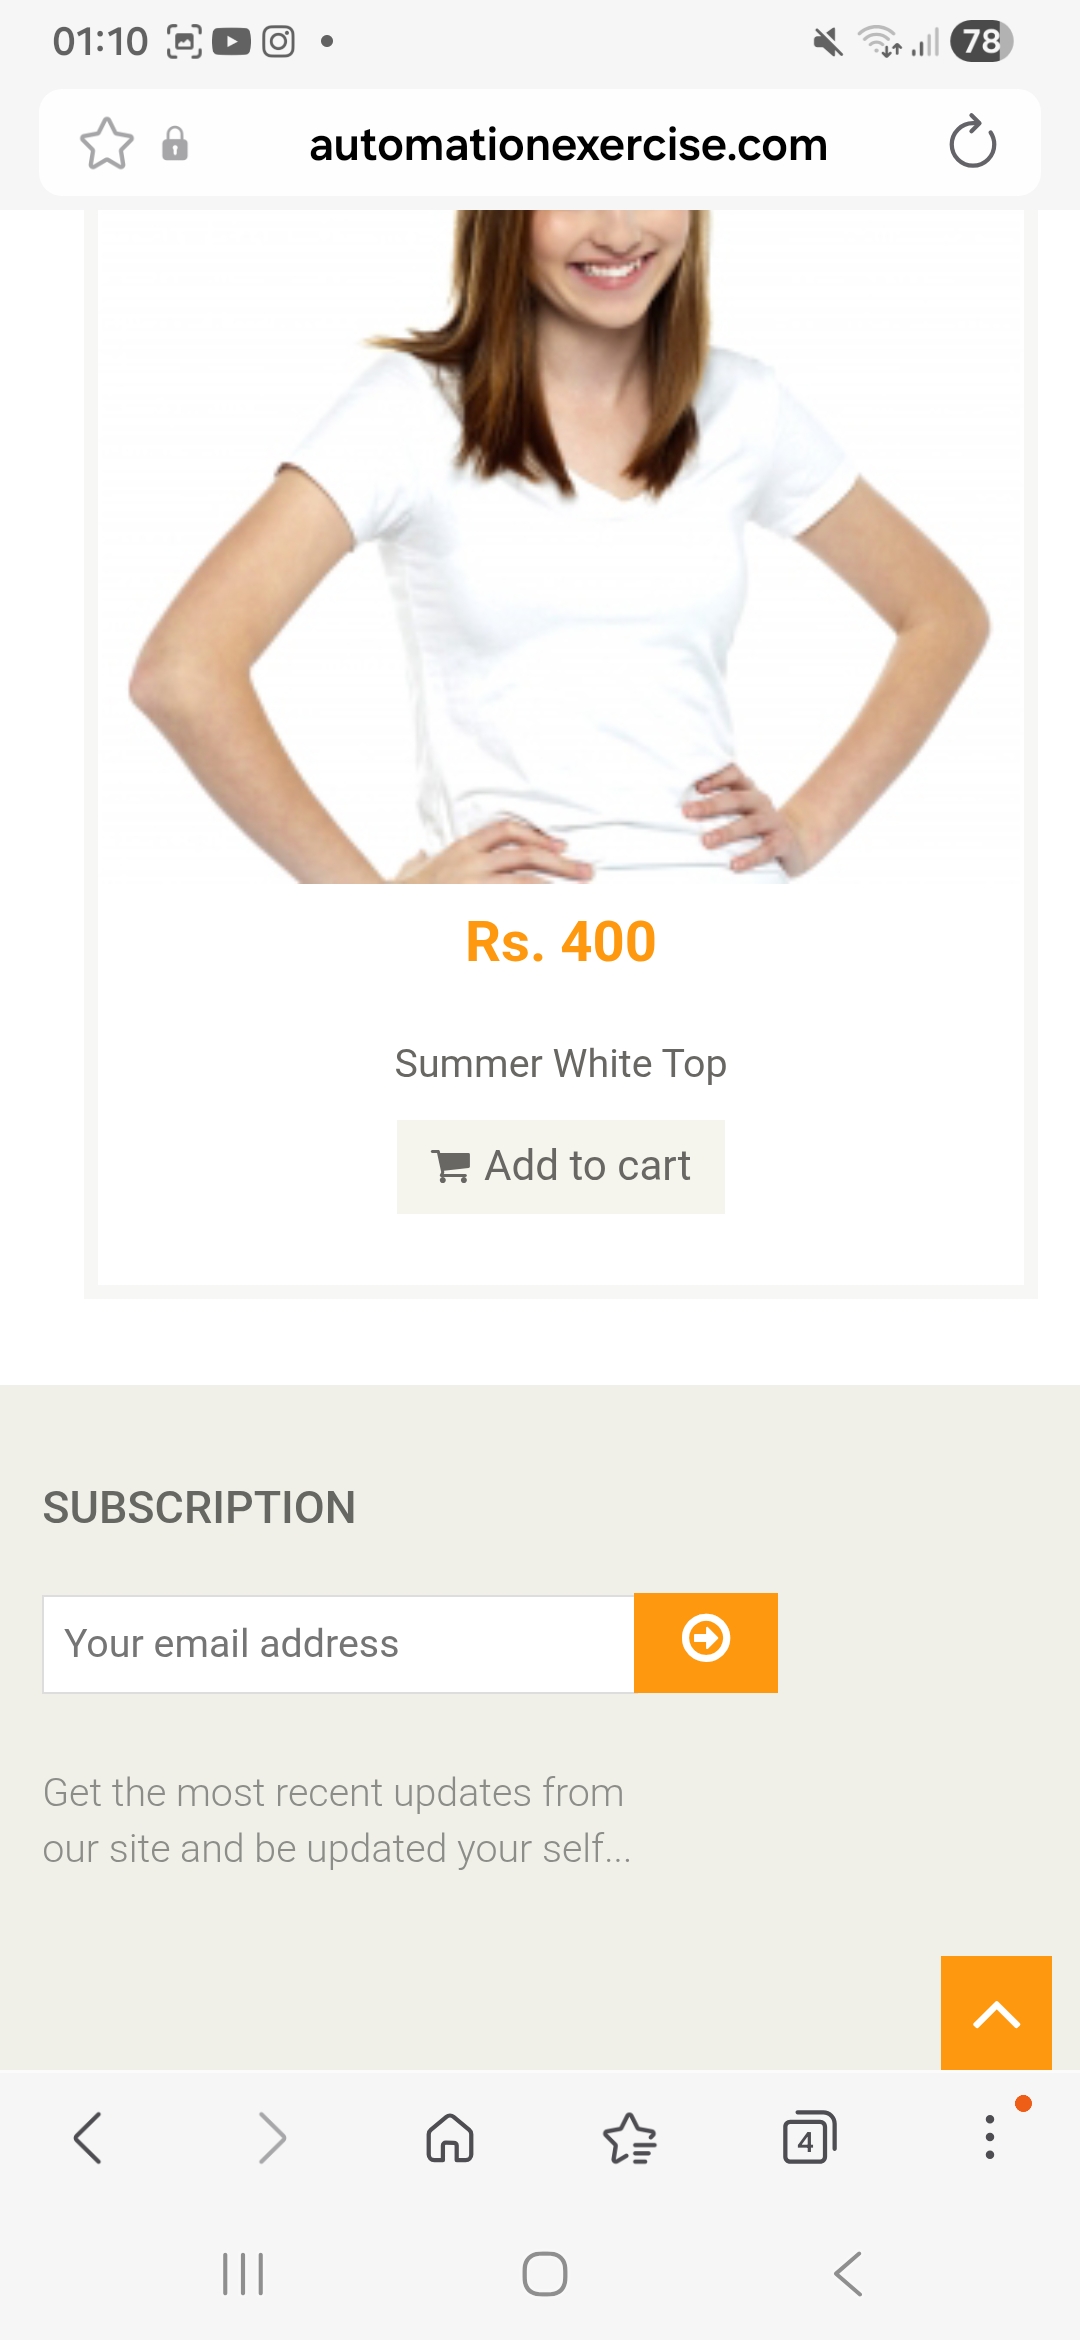 01:10
78
automationexercise.com
Rs. 400
Summer White Top
Add to cart
SUBSCRIPTION
Your email address
Get the most recent updates from
our site and be updated your self...
4